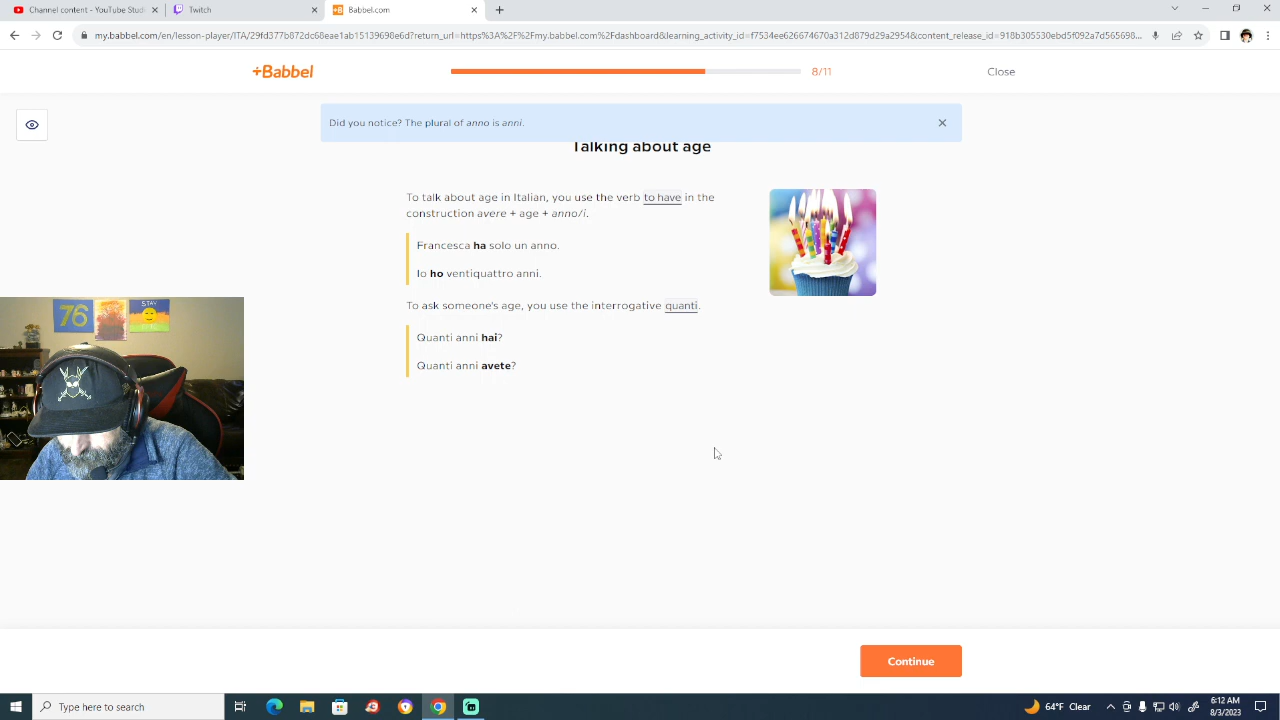 Channel content - YouTube Studi
Twitch
Babbel.com
my.babbel.com/en/lesson-player/ITA/29fd377b872dc68eae1ab15139698e6d?return_url=https%3A%2F%2Fmy.babbel.com%2Fdashboard&learning_activity_id=f7534ee626674670a312d879d29a2954&content_release_id=918b305530ebd5f092a7d565698...
+Babbel
8/11
Close
Did you notice? The plural of anno is anni.
Talking about age
To talk about age in Italian, you use the verb to have in the
construction avere + age + anno/i.
Francesca ha solo un anno.
Io ho ventiquattro anni.
To ask someone's age, you use the interrogative quanti.
Quanti anni hai?
Quanti anni avete?
76
STAY
Continue
Type here to search
64°F Clear
6:12 AM
8/3/2023